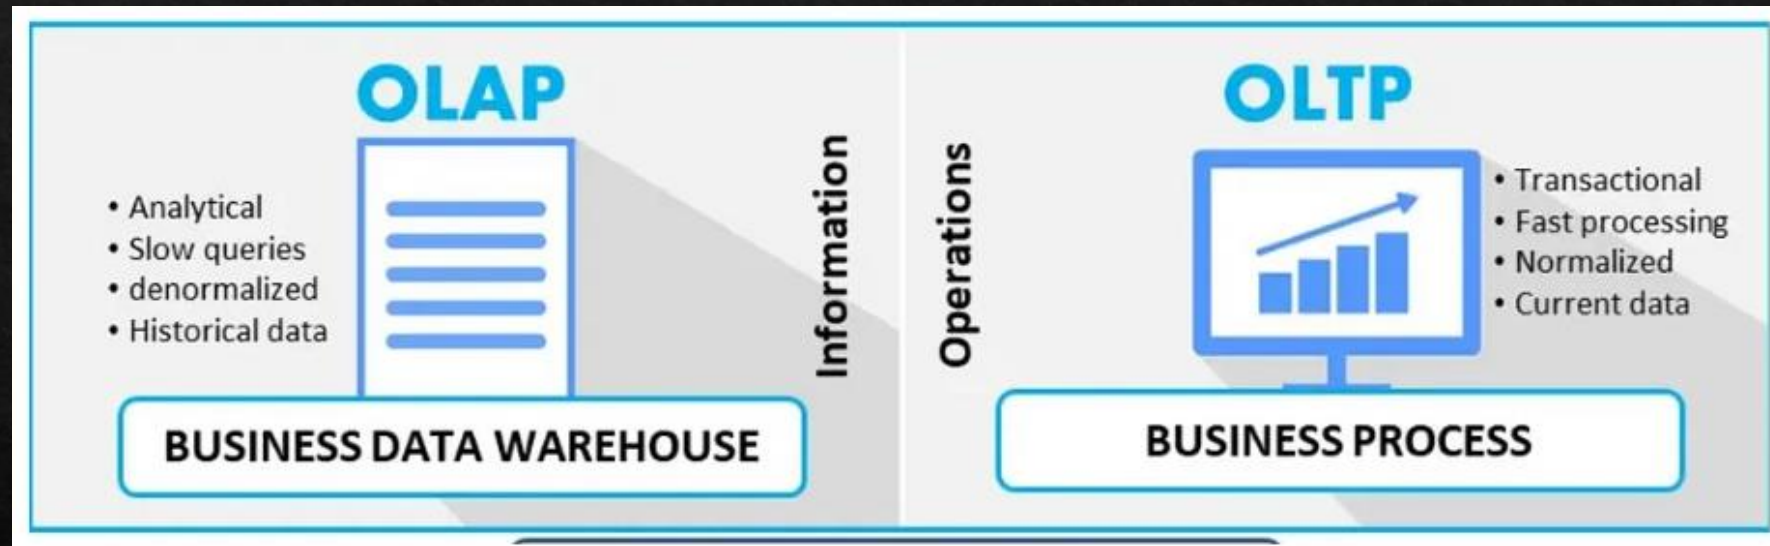 OLAP
• Analytical
• Slow queries
• denormalized
• Historical data
Information
BUSINESS DATA WAREHOUSE
OLTP
Operations
• Transactional
• Fast processing
• Normalized
• Current data
BUSINESS PROCESS